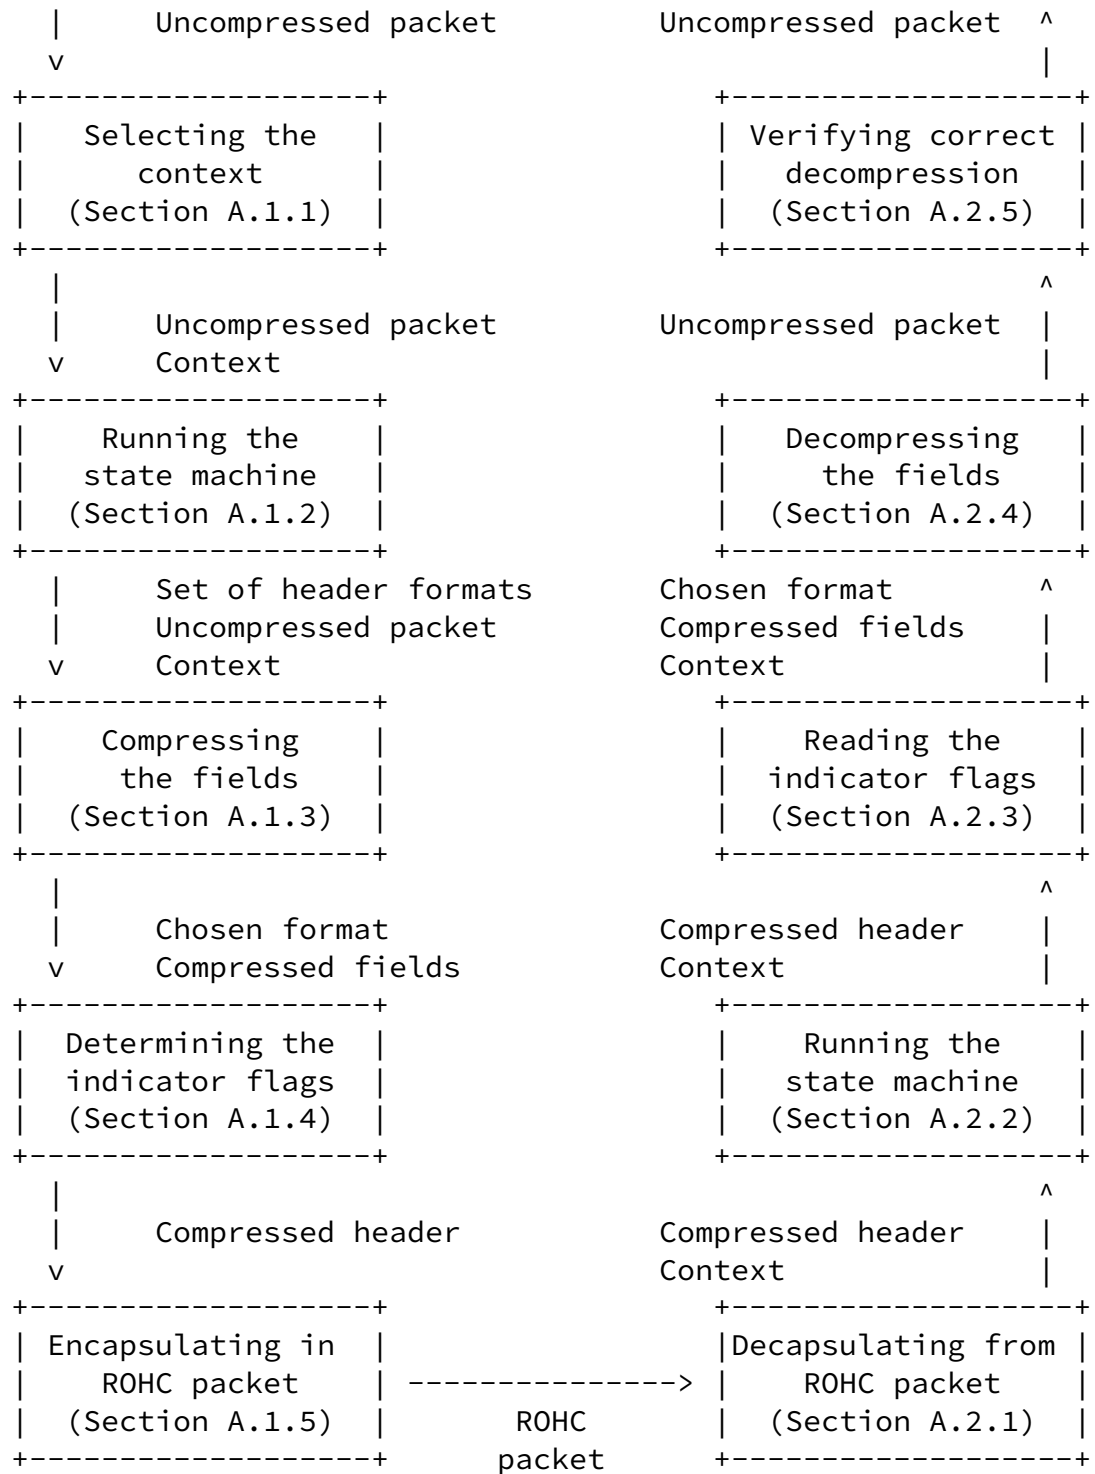 |     Uncompressed packet         Uncompressed packet  ^
  v                                                      |
+-------------------+                  +-------------------+
|   Selecting the   |                  | Verifying correct |
|      context      |                  |   decompression   |
|  (Section A.1.1)  |                  |  (Section A.2.5)  |
+-------------------+                  +-------------------+
  |                                                      ^
  |     Uncompressed packet         Uncompressed packet  |
  v     Context                                          |
+-------------------+                  +-------------------+
|    Running the    |                  |   Decompressing   |
|   state machine   |                  |     the fields    |
|  (Section A.1.2)  |                  |  (Section A.2.4)  |
+-------------------+                  +-------------------+
  |     Set of header formats       Chosen format        ^
  |     Uncompressed packet         Compressed fields    |
  v     Context                     Context              |
+-------------------+                  +-------------------+
|    Compressing    |                  |    Reading the    |
|     the fields    |                  |  indicator flags  |
|  (Section A.1.3)  |                  |  (Section A.2.3)  |
+-------------------+                  +-------------------+
  |                                                      ^
  |     Chosen format               Compressed header    |
  v     Compressed fields           Context              |
+-------------------+                  +-------------------+
|  Determining the  |                  |    Running the    |
|  indicator flags  |                  |   state machine   |
|  (Section A.1.4)  |                  |  (Section A.2.2)  |
+-------------------+                  +-------------------+
  |                                                      ^
  |     Compressed header           Compressed header    |
  v                                 Context              |
+-------------------+                  +-------------------+
| Encapsulating in  |                  |Decapsulating from |
|    ROHC packet    | ---------------> |    ROHC packet    |
|  (Section A.1.5)  |       ROHC       |  (Section A.2.1)  |
+-------------------+      packet      +-------------------+